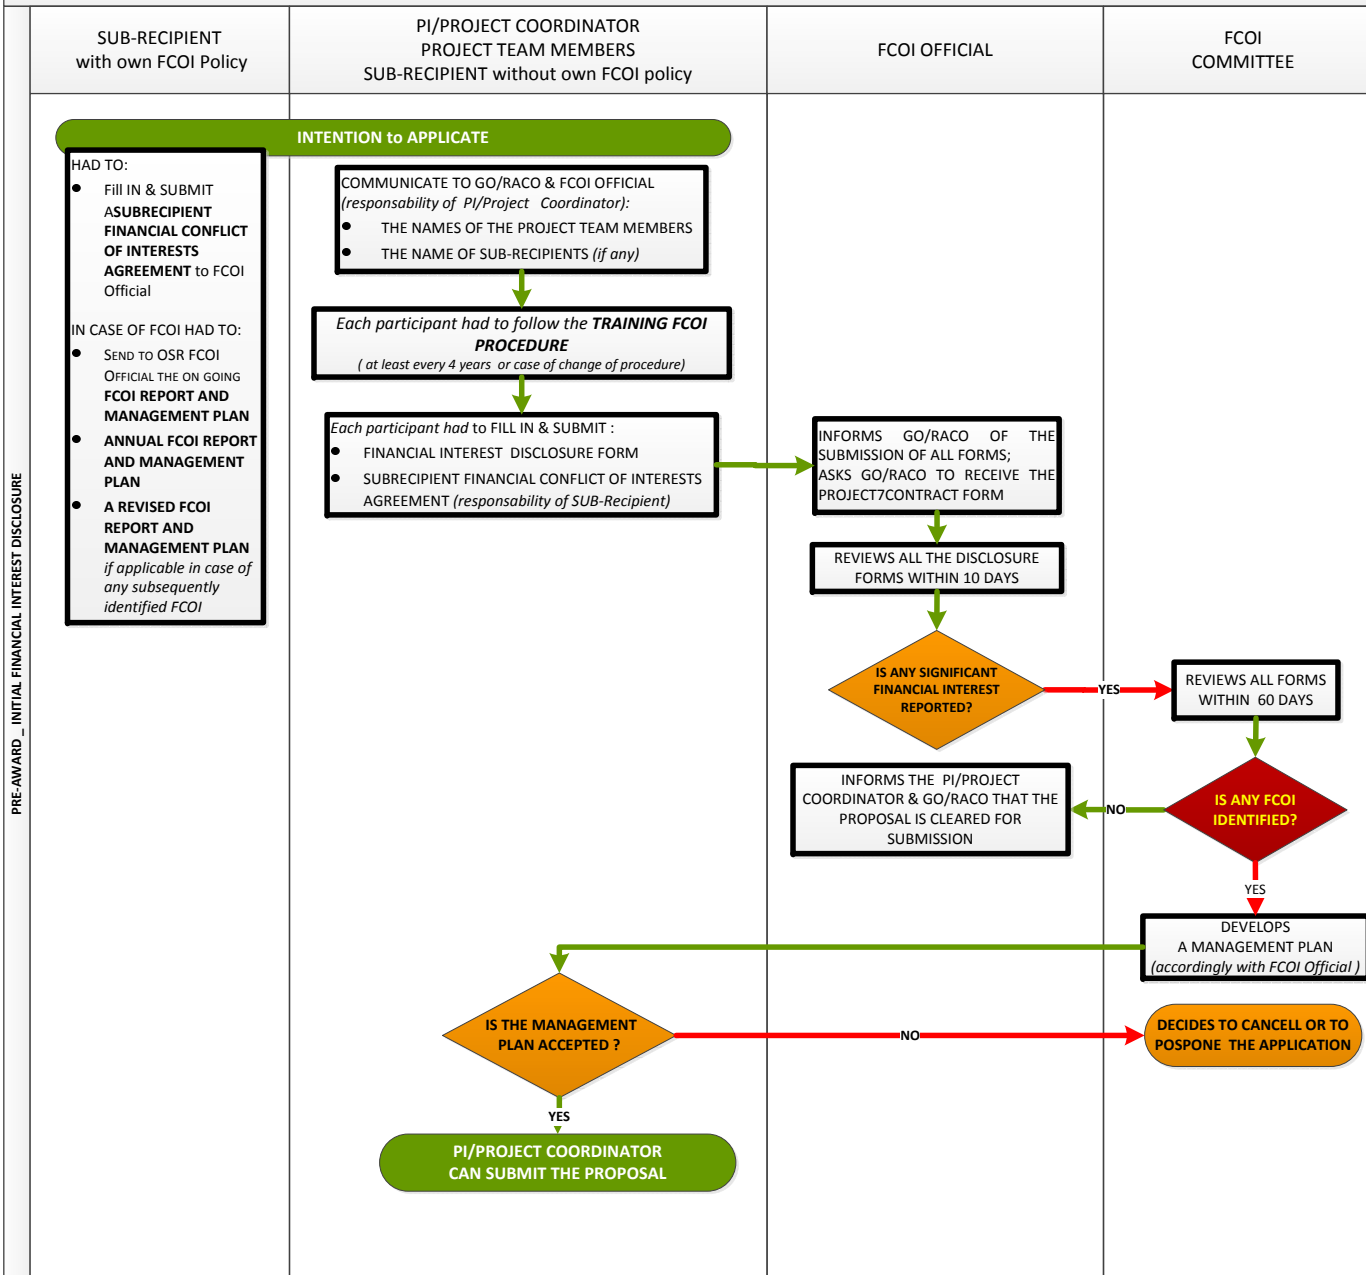 SUB-RECIPIENT
with own FCOI Policy
PI/PROJECT COORDINATOR
PROJECT TEAM MEMBERS
SUB-RECIPIENT without own FCOI policy
FCOI OFFICIAL
FCOI
COMMITTEE
PRE-AWARD _ INITIAL FINANCIAL INTEREST DISCLOSURE
INTENTION to APPLICATE
HAD TO:
• Fill IN & SUBMIT
ASUBRECIPIENT
FINANCIAL CONFLICT
OF INTERESTS
AGREEMENT to FCOI
Official
IN CASE OF FCOI HAD TO:
• SEND TO OSR FCOI
OFFICIAL THE ON GOING
FCOI REPORT AND
MANAGEMENT PLAN
• ANNUAL FCOI REPORT
AND MANAGEMENT
PLAN
• A REVISED FCOI
REPORT AND
MANAGEMENT PLAN
if applicable in case of
any subsequently
identified FCOI
COMMUNICATE TO GO/RACO & FCOI OFFICIAL
(responsability of PI/Project Coordinator):
• THE NAMES OF THE PROJECT TEAM MEMBERS
• THE NAME OF SUB-RECIPIENTS (if any)
Each participant had to follow the TRAINING FCOI
PROCEDURE
( at least every 4 years or case of change of procedure)
Each participant had to FILL IN & SUBMIT :
• FINANCIAL INTEREST DISCLOSURE FORM
• SUBRECIPIENT FINANCIAL CONFLICT OF INTERESTS
AGREEMENT (responsability of SUB-Recipient)
INFORMS GO/RACO OF THE
SUBMISSION OF ALL FORMS;
ASKS GO/RACO TO RECEIVE THE
PROJECT7CONTRACT FORM
REVIEWS ALL THE DISCLOSURE
FORMS WITHIN 10 DAYS
IS ANY SIGNIFICANT
FINANCIAL INTEREST
REPORTED?
YES
REVIEWS ALL FORMS
WITHIN 60 DAYS
IS ANY FCOI
IDENTIFIED?
NO
INFORMS THE PI/PROJECT
COORDINATOR & GO/RACO THAT THE
PROPOSAL IS CLEARED FOR
SUBMISSION
YES
DEVELOPS
A MANAGEMENT PLAN
(accordingly with FCOI Official )
IS THE MANAGEMENT
PLAN ACCEPTED ?
NO
DECIDES TO CANCELL OR TO
POSPONE THE APPLICATION
YES
PI/PROJECT COORDINATOR
CAN SUBMIT THE PROPOSAL